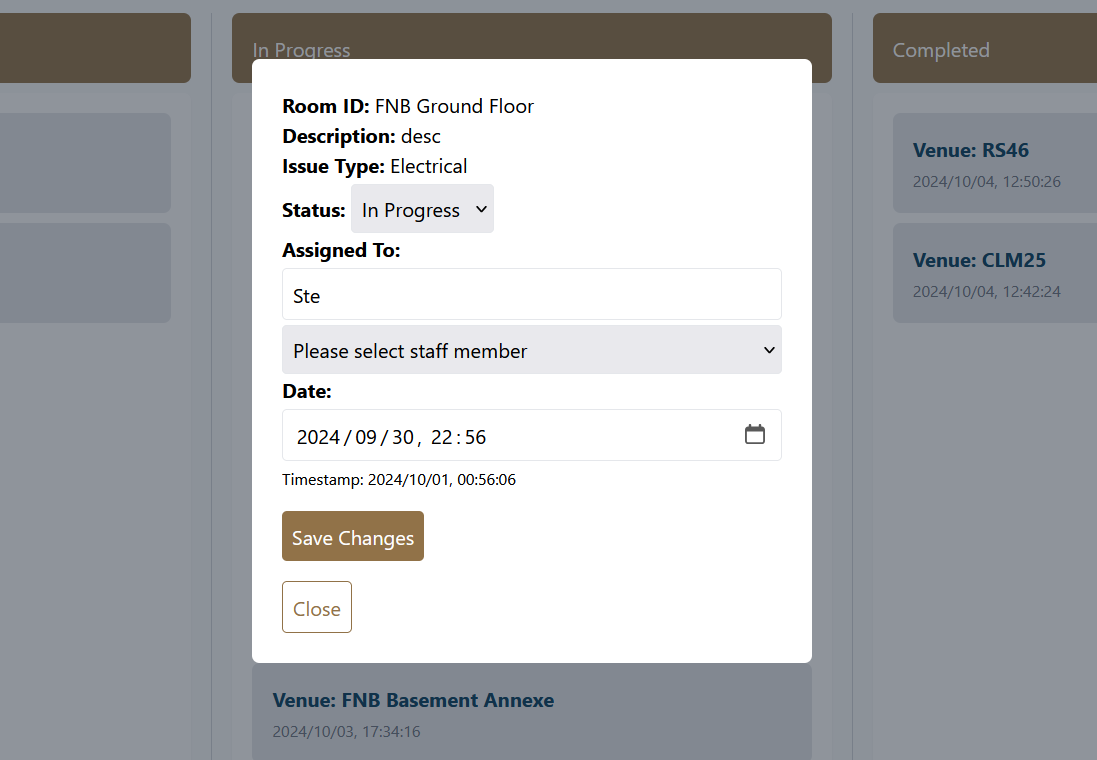 In Progress
Completed
Room ID: FNB Ground Floor
Description: desc
Issue Type: Electrical
Status: In Progress
Assigned To:
Ste
Please select staff member
Date:
2024/09/30, 22:56
Timestamp: 2024/10/01, 00:56:06
Save Changes
Close
Venue: RS46
2024/10/04, 12:50:26
Venue: CLM25
2024/10/04, 12:42:24
Venue: FNB Basement Annexe
2024/10/03, 17:34:16